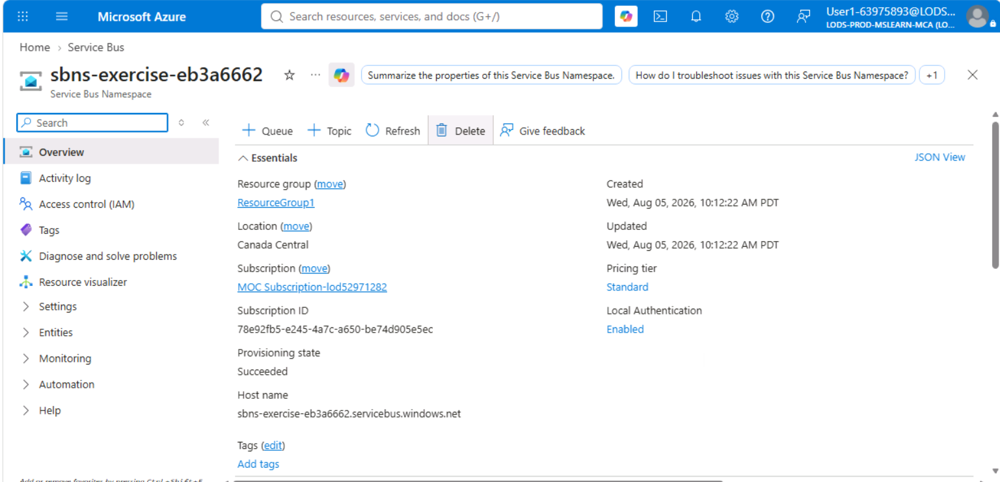 Microsoft Azure
Search resources, services, and docs (G+/)
User1-63975893@LODS...
LODS-PROD-MSLEARN-MCA (LO...
Home > Service Bus
sbns-exercise-eb3a6662
Service Bus Namespace
Summarize the properties of this Service Bus Namespace.
How do I troubleshoot issues with this Service Bus Namespace?
+1
Search
Queue
Topic
Refresh
Delete
Give feedback
Overview
Activity log
Access control (IAM)
Tags
Diagnose and solve problems
Resource visualizer
Settings
Entities
Monitoring
Automation
Help
Add or remove favorites by pressing Ctrl+Shift+F
Essentials
JSON View
Resource group (move)
ResourceGroup1
Location (move)
Canada Central
Subscription (move)
MOC Subscription-lod52971282
Subscription ID
78e92fb5-e245-4a7c-a650-be74d905e5ec
Provisioning state
Succeeded
Host name
sbns-exercise-eb3a6662.servicebus.windows.net
Tags (edit)
Add tags
Created
Wed, Aug 05, 2026, 10:12:22 AM PDT
Updated
Wed, Aug 05, 2026, 10:12:22 AM PDT
Pricing tier
Standard
Local Authentication
Enabled